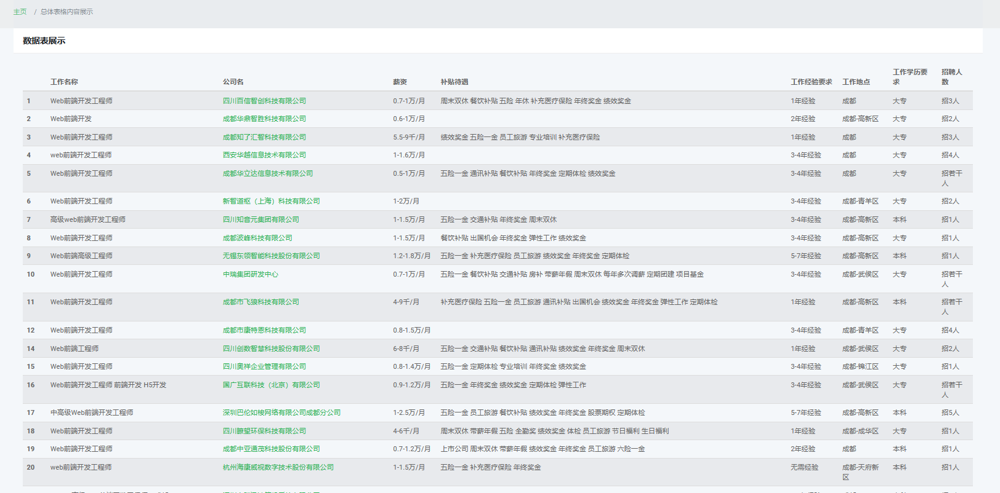 主页 / 总体表格内容展示
数据表展示
工作名称 公司名 薪资 补贴待遇 工作经验要求 工作地点 工作学历要求 招聘人数
1 Web前端开发工程师 四川百信智创科技有限公司 0.7-1万/月 周末双休 餐饮补贴 五险 年休 补充医疗保险 年终奖金 绩效奖金 1年经验 成都 大专 招3人
2 Web前端开发 成都华鼎智胜科技有限公司 0.6-1万/月 2年经验 成都-高新区 大专 招2人
3 Web前端开发工程师 成都知了汇智科技有限公司 5.5-9千/月 绩效奖金 五险一金 员工旅游 专业培训 补充医疗保险 1年经验 成都 大专 招3人
4 web前端开发工程师 西安华越信息技术有限公司 1-1.6万/月 3-4年经验 成都 大专 招4人
5 Web前端开发工程师 成都华立达信息技术有限公司 0.5-1万/月 五险一金 通讯补贴 餐饮补贴 年终奖金 定期体检 绩效奖金 3-4年经验 成都 大专 招若干人
6 Web前端开发工程师 新智道枢（上海）科技有限公司 1-2万/月 3-4年经验 成都-青羊区 大专 招2人
7 高级web前端开发工程师 四川知音元集团有限公司 1-1.5万/月 五险一金 交通补贴 年终奖金 周末双休 3-4年经验 成都-高新区 本科 招1人
8 Web前端开发工程师 成都波峰科技有限公司 1-1.5万/月 餐饮补贴 出国机会 年终奖金 弹性工作 绩效奖金 3-4年经验 成都-高新区 大专 招1人
9 Web前端高级工程师 无锡东领智能科技股份有限公司 1.2-1.8万/月 五险一金 补充医疗保险 员工旅游 绩效奖金 年终奖金 定期体检 5-7年经验 成都-高新区 本科 招1人
10 Web前端开发工程师 中瑞集团研发中心 0.7-1万/月 五险一金 餐饮补贴 交通补贴 房补 带薪年假 周末双休 每年多次调薪 定期团建 项目基金 3-4年经验 成都-武侯区 大专 招若干人
11 Web前端开发工程师 成都市飞狼科技有限公司 4-9千/月 补充医疗保险 五险一金 员工旅游 通讯补贴 出国机会 绩效奖金 年终奖金 弹性工作 定期体检 1年经验 成都-高新区 本科 招若干人
12 Web前端开发工程师 成都市康特恩科技有限公司 0.8-1.5万/月 3-4年经验 成都-青羊区 大专 招4人
14 Web前端工程师 四川创数智慧科技股份有限公司 6-8千/月 五险一金 交通补贴 餐饮补贴 通讯补贴 绩效奖金 年终奖金 周末双休 1年经验 成都-武侯区 大专 招2人
15 Web前端开发工程师 四川奥祥企业管理有限公司 0.8-1.4万/月 五险一金 定期体检 专业培训 年终奖金 绩效奖金 3-4年经验 成都-锦江区 大专 招1人
16 Web前端开发工程师 前端开发 H5开发 国广互联科技（北京）有限公司 0.9-1.2万/月 五险一金 年终奖金 绩效奖金 定期体检 弹性工作 3-4年经验 成都-武侯区 大专 招若干人
17 中高级Web前端开发工程师 深圳巴伦如梭网络有限公司成都分公司 1-2.5万/月 五险一金 员工旅游 餐饮补贴 绩效奖金 年终奖金 股票期权 定期体检 5-7年经验 成都-高新区 本科 招5人
18 Web前端开发工程师 四川瞭望环保科技有限公司 4-6千/月 周末双休 带薪年假 五险 全勤奖 绩效奖金 体检 员工旅游 节日福利 生日福利 1年经验 成都-成华区 大专 招1人
19 Web前端开发工程师 成都中亚通茂科技股份有限公司 0.7-1.2万/月 上市公司 周末双休 带薪年假 绩效奖金 年终奖金 员工旅游 六险一金 2年经验 成都 本科 招1人
20 web前端开发工程师 杭州海康威视数字技术股份有限公司 1-1.5万/月 五险一金 补充医疗保险 年终奖金 无需经验 成都-天府新区 本科 招1人